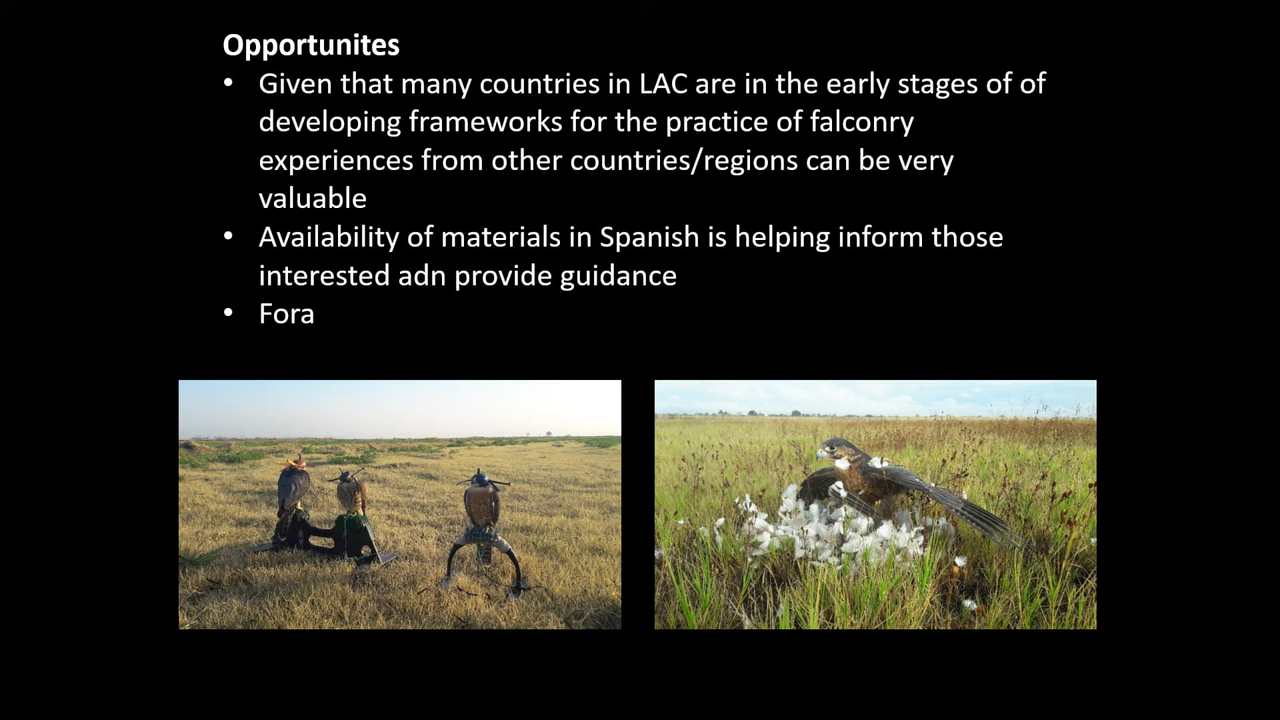 Opportunites
• Given that many countries in LAC are in the early stages of of
developing frameworks for the practice of falconry
experiences from other countries/regions can be very
valuable
• Availability of materials in Spanish is helping inform those
interested adn provide guidance
• Fora